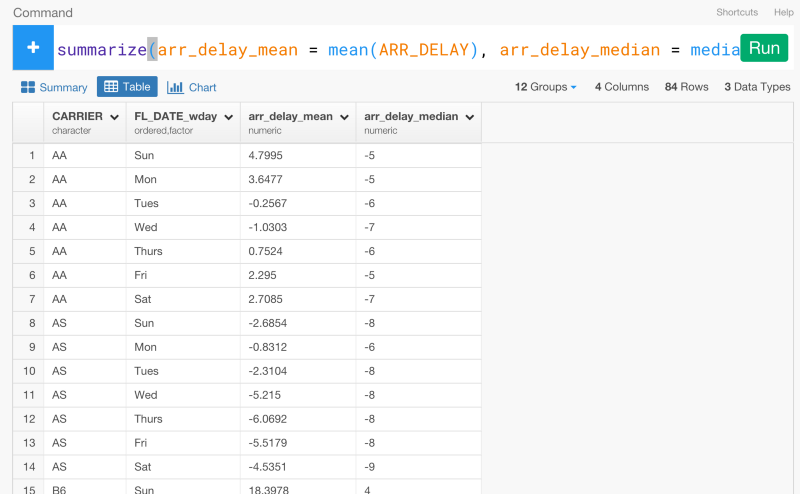 Command Shortcuts Help
+ summarize(arr_delay_mean = mean(ARR_DELAY), arr_delay_median = media Run
Summary Table Chart 12 Groups 4 Columns 84 Rows 3 Data Types
CARRIER FL_DATE_wday arr_delay_mean arr_delay_median
character ordered,factor numeric numeric
1 AA Sun 4.7995 -5
2 AA Mon 3.6477 -5
3 AA Tues -0.2567 -6
4 AA Wed -1.0303 -7
5 AA Thurs 0.7524 -6
6 AA Fri 2.295 -5
7 AA Sat 2.7085 -7
8 AS Sun -2.6854 -8
9 AS Mon -0.8312 -6
10 AS Tues -2.3104 -8
11 AS Wed -5.215 -8
12 AS Thurs -6.0692 -8
13 AS Fri -5.5179 -8
14 AS Sat -4.5351 -9
15 B6 Sun 18.3978 4